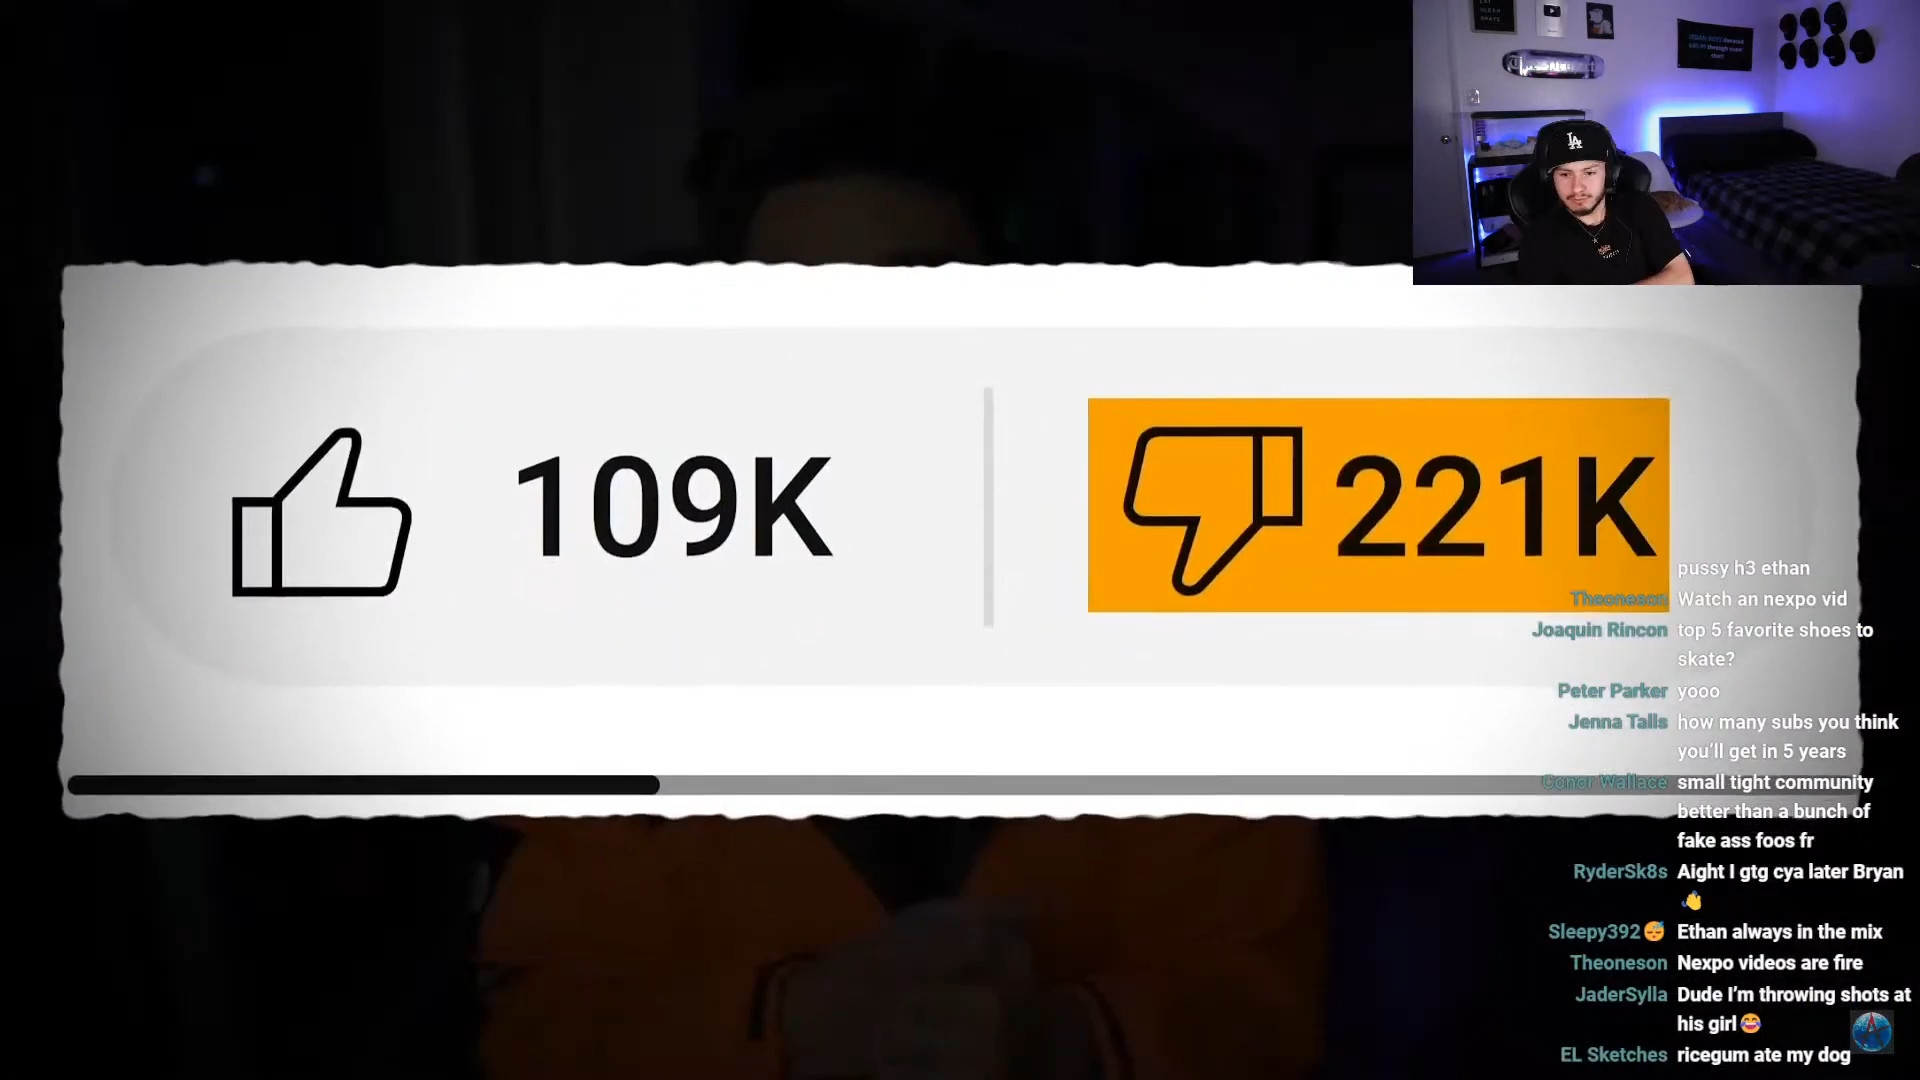 EAT
SLEEP
SKATE
LA
109K
221K
pussy h3 ethan
Theoneson Watch an nexpo vid
Joaquin Rincon top 5 favorite shoes to
skate?
Peter Parker yooo
Jenna Talls how many subs you think
you'll get in 5 years
Conor Wallace small tight community
better than a bunch of
fake ass foos fr
RyderSk8s Aight I gtg cya later Bryan
👋
Sleepy392😴 Ethan always in the mix
Theoneson Nexpo videos are fire
JaderSylla Dude I'm throwing shots at
his girl😂
EL Sketches ricegum ate my dog